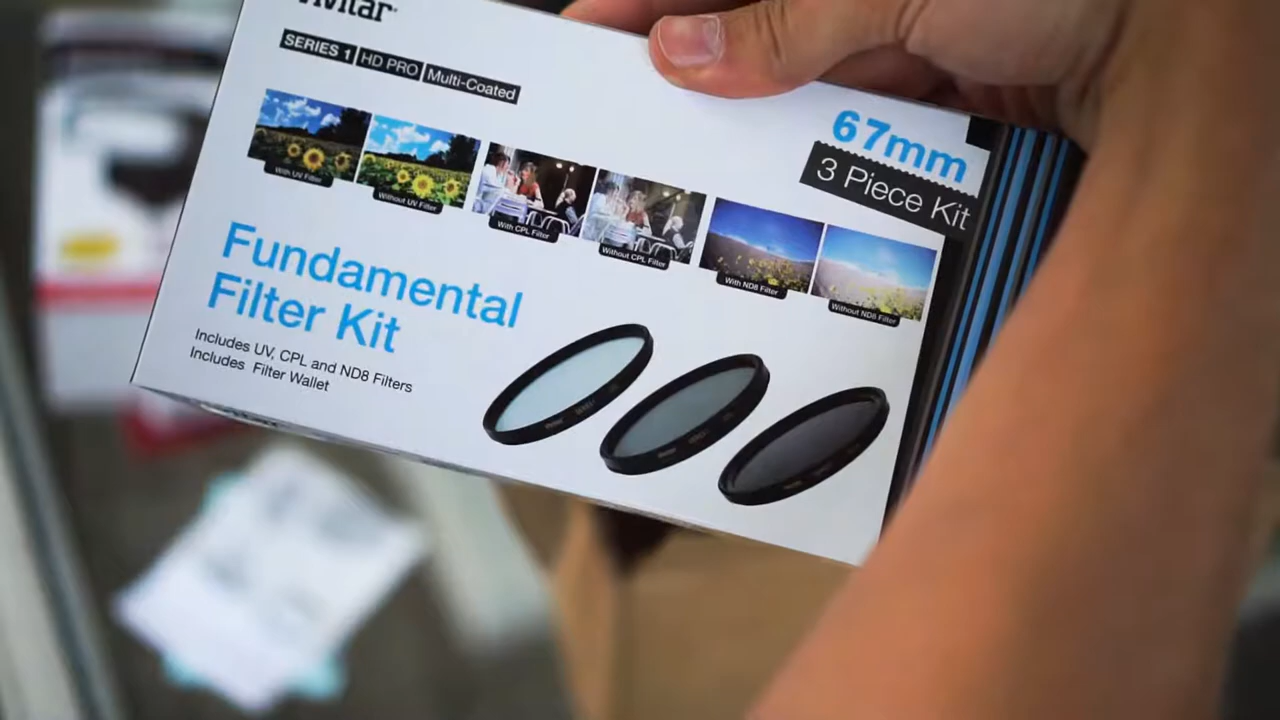 Vivitar
SERIES 1 HD PRO Multi-Coated
67mm
3 Piece Kit
With UV Filter
Without UV Filter
With CPL Filter
Without CPL Filter
With ND8 Filter
Without ND8 Filter
Fundamental
Filter Kit
Includes UV, CPL and ND8 Filters
Includes Filter Wallet